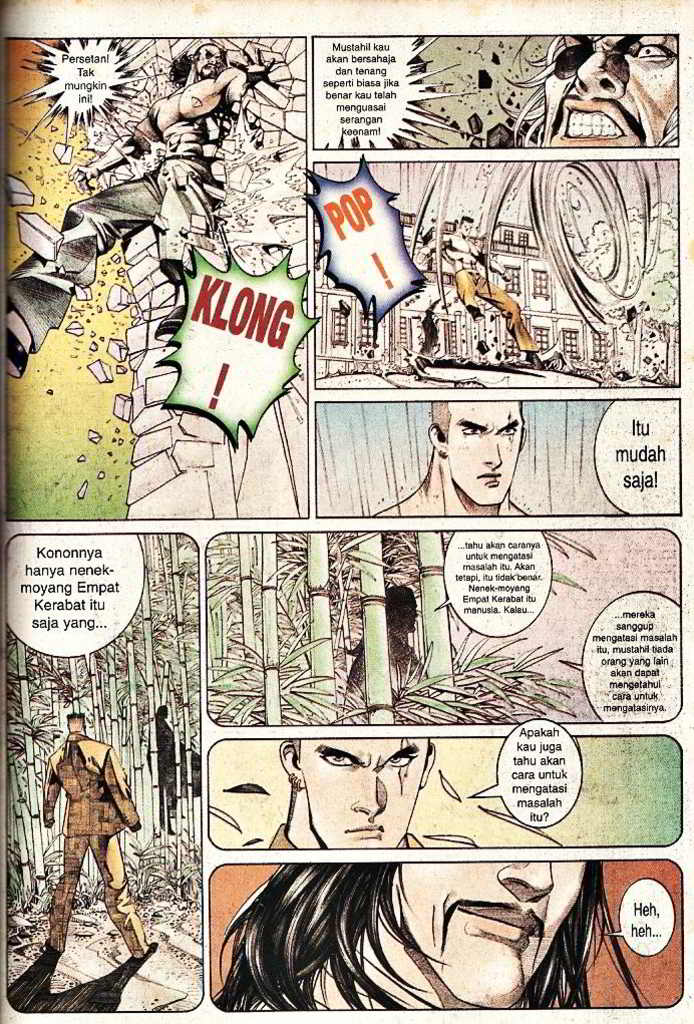 Persetan!
Tak
mungkin
ini!
KLONG
!
Mustahil kau
akan bersahaja
dan tenang
seperti biasa jika
benar kau telah
menguasai
serangan
keenam!
POP
!
Itu
mudah
saja!
Kononnya
hanya nenek-
moyang Empat
Kerabat itu
saja yang...
...tahu akan caranya
untuk mengatasi
masalah itu. Akan
tetapi, itu tidak benar.
Nenek-moyang
Empat Kerabat itu
manusia. Kalau...
...mereka
sanggup
mengatasi masalah
itu, mustahil tiada
orang yang lain
akan dapat
mengetahui
cara untuk
mengatasinya.
Apakah
kau juga
tahu akan
cara untuk
mengatasi
masalah
itu?
Heh,
heh...